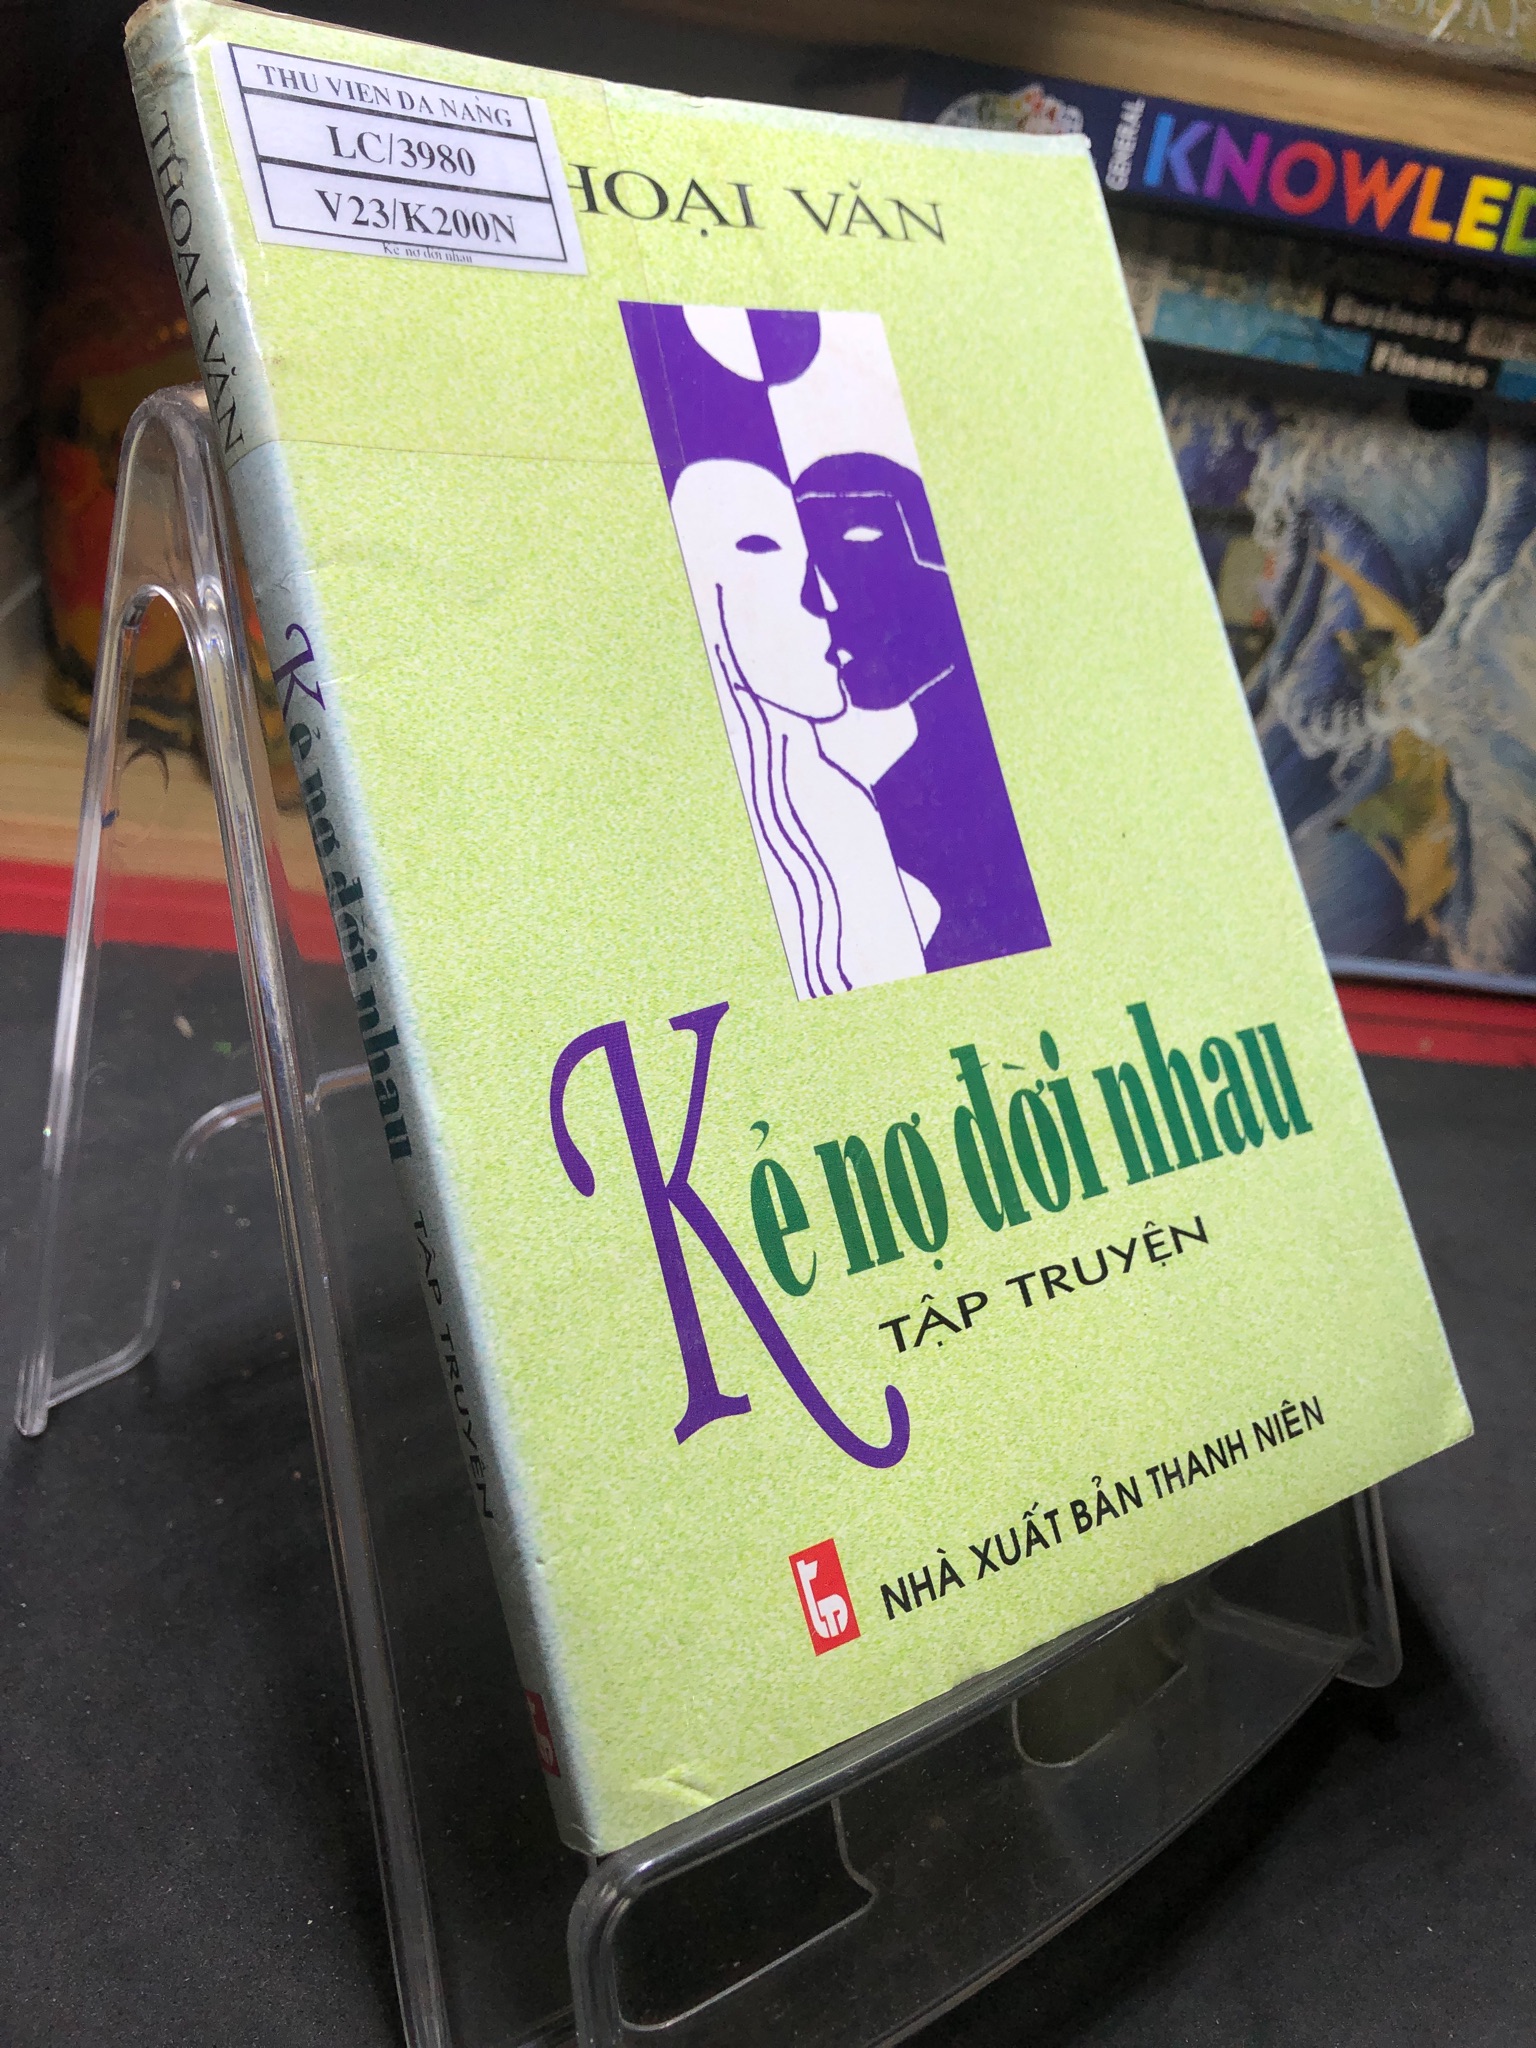 THU VIEN DA NANG
LC/3980
V23/K200N
Kẻ nợ đời nhau
HOẠI VĂN
Kẻ nợ đời nhau
TẬP TRUYỆN
NHÀ XUẤT BẢN THANH NIÊN
THOẠI VĂN
Kẻ nợ đời nhau
TẬP TRUYỆN
GENERAL
KNOWLED
Business
Finance